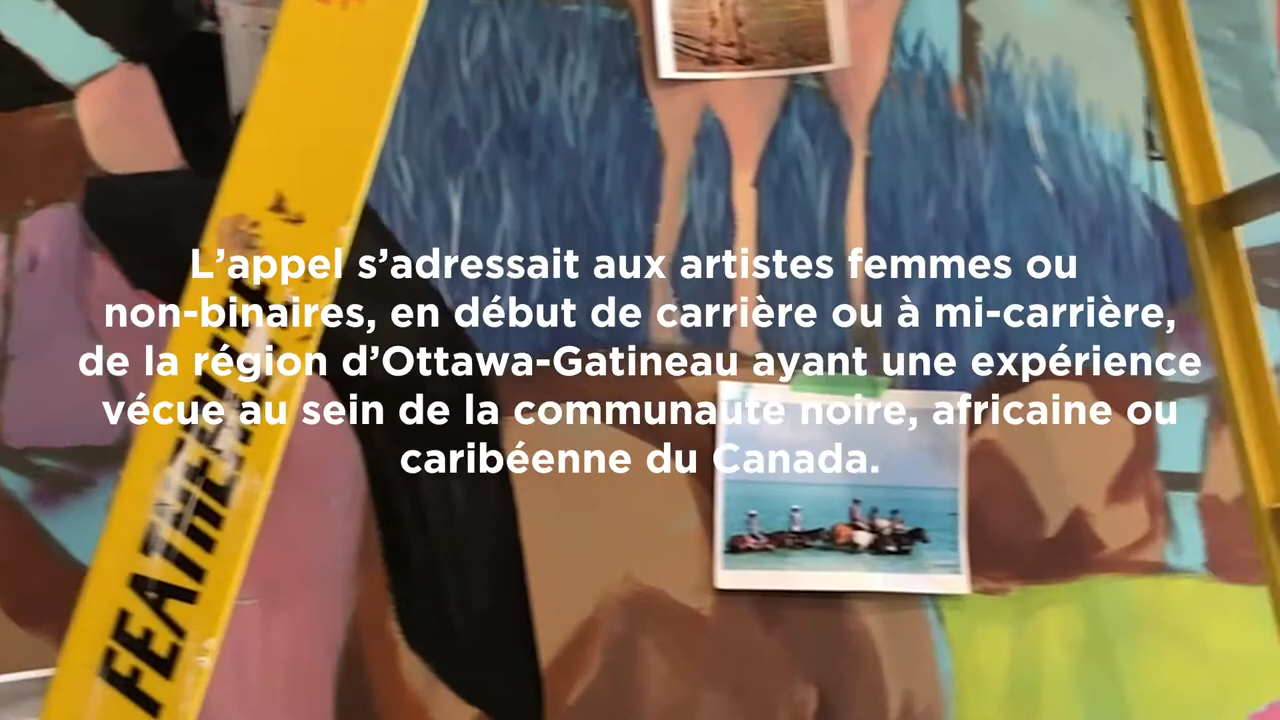 L’appel s’adressait aux artistes femmes ou
non-binaires, en début de carrière ou à mi-carrière,
de la région d’Ottawa-Gatineau ayant une expérience
vécue au sein de la communauté noire, africaine ou
caribéenne du Canada.
FEATHERLITE